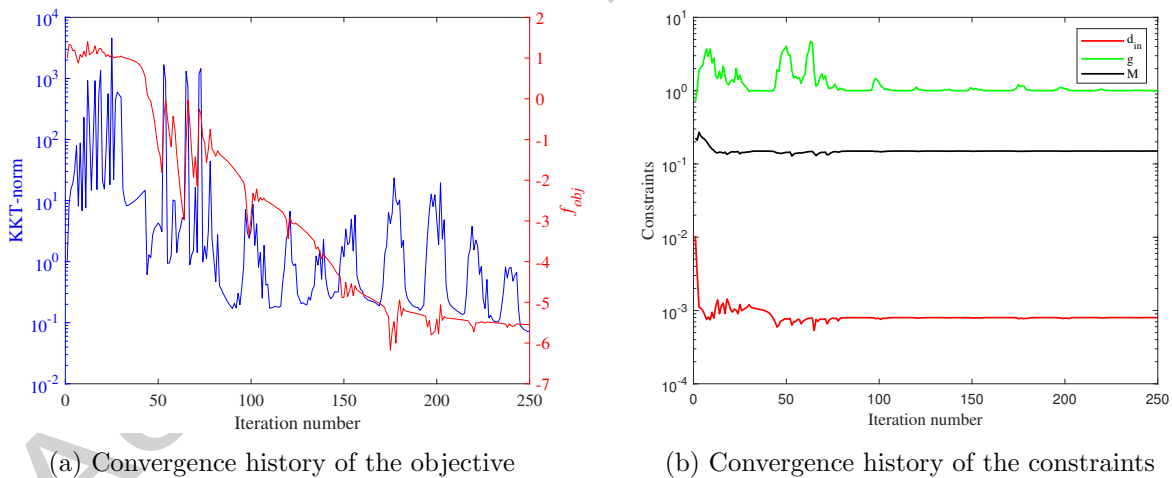 10^4
10^3
10^2
10^1
10^0
10^-1
10^-2
KKT-norm
2
1
0
-1
-2
-3
-4
-5
-6
-7
f_obj
0 50 100 150 200 250
Iteration number
(a) Convergence history of the objective
10^1
10^0
10^-1
10^-2
10^-3
10^-4
Constraints
d_in
g
M
0 50 100 150 200 250
Iteration number
(b) Convergence history of the constraints